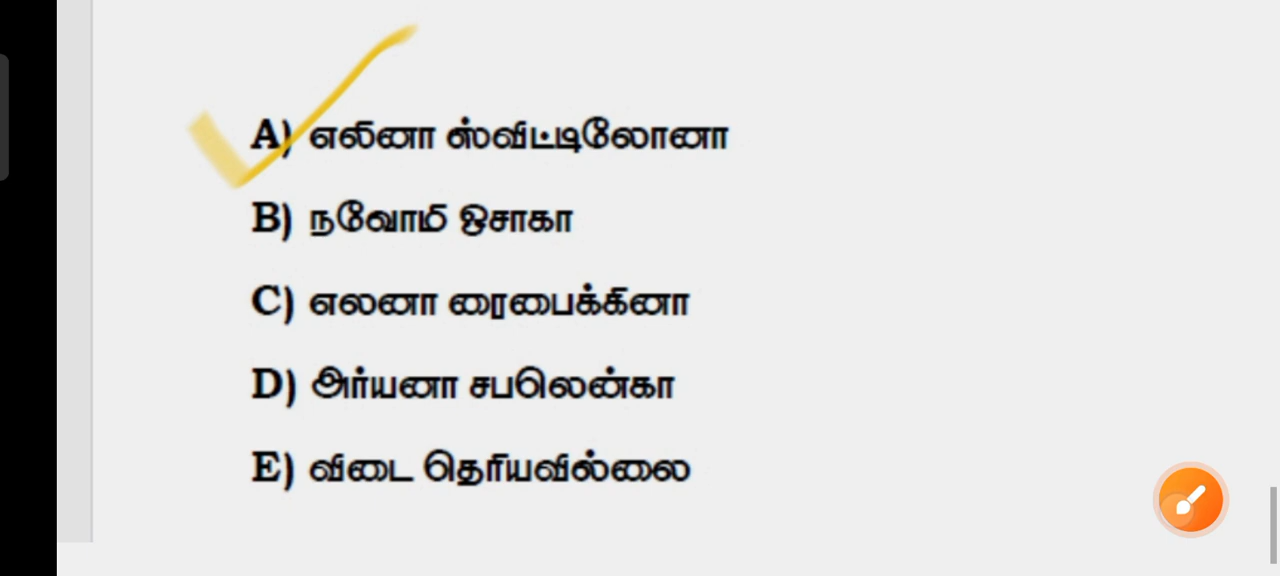 A) எலினா ஸ்விட்டிலோனா
B) நவோமி ஒசாகா
C) எலனா ரைபைக்கினா
D) அர்யனா சபலென்கா
E) விடை தெரியவில்லை